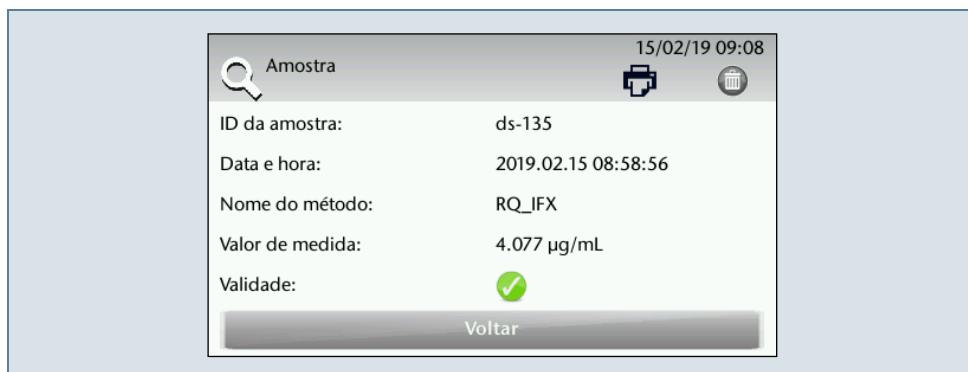 15/02/19 09:08
Amostra
ID da amostra: ds-135
Data e hora: 2019.02.15 08:58:56
Nome do método: RQ_IFX
Valor de medida: 4.077 µg/mL
Validade:
Voltar